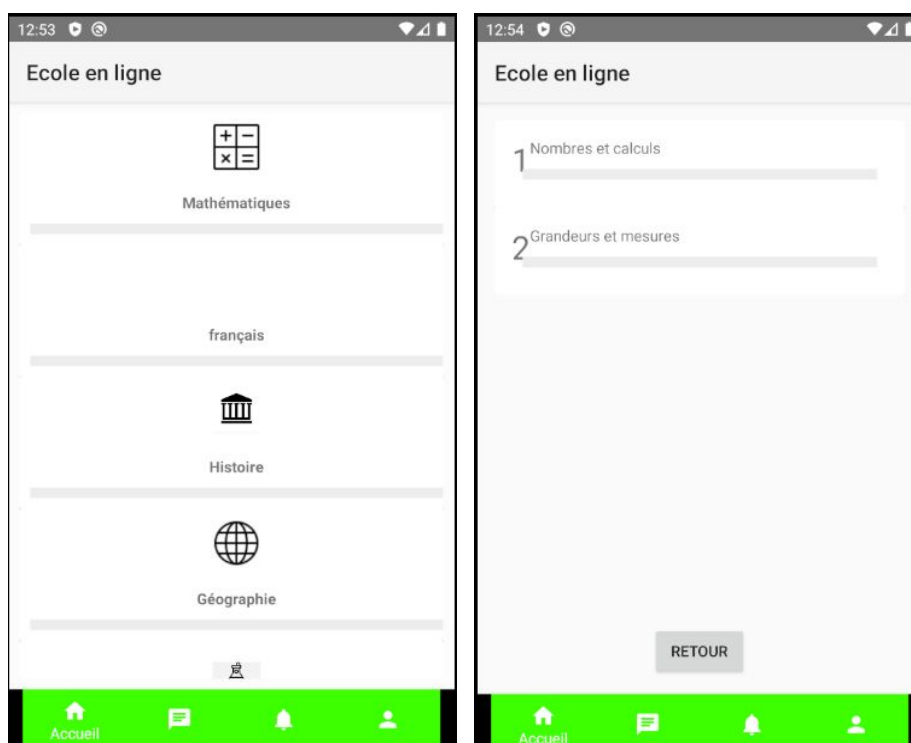 12:53
Ecole en ligne
Mathématiques
français
Histoire
Géographie
Accueil
12:54
Ecole en ligne
1 Nombres et calculs
2 Grandeurs et mesures
RETOUR
Accueil